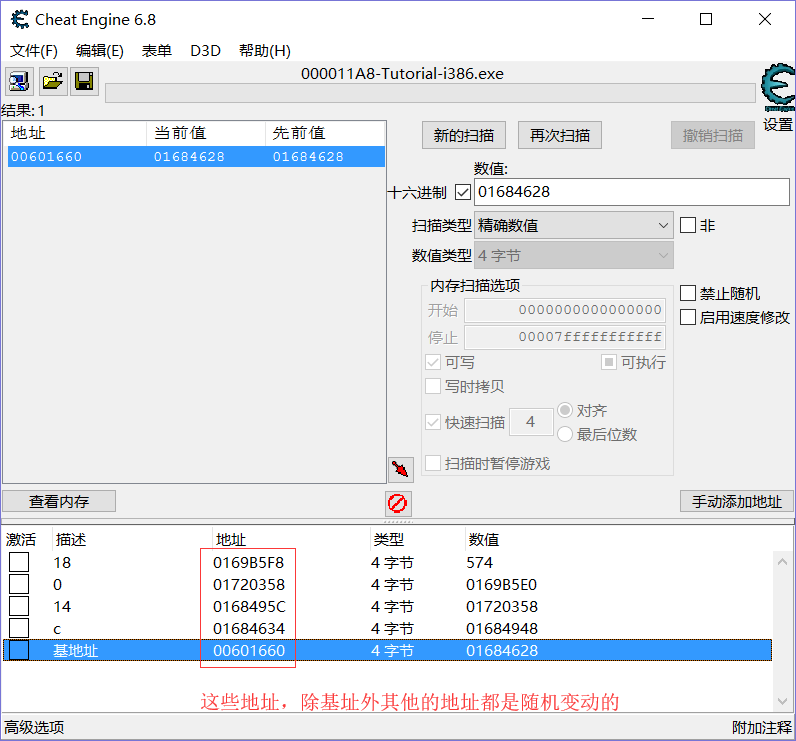 Cheat Engine 6.8
文件(F) 编辑(E) 表单 D3D 帮助(H)
000011A8-Tutorial-i386.exe
设置
结果: 1
地址 当前值 先前值
00601660 01684628 01684628
新的扫描 再次扫描 撤销扫描
数值:
十六进制 01684628
扫描类型 精确数值 非
数值类型 4 字节
内存扫描选项
开始 0000000000000000
停止 00007fffffffffff
可写 可执行
写时拷贝
快速扫描 4 对齐
最后位数
扫描时暂停游戏
禁止随机
启用速度修改
查看内存 手动添加地址
激活 描述 地址 类型 数值
18 0169B5F8 4 字节 574
0 01720358 4 字节 0169B5E0
14 0168495C 4 字节 01720358
c 01684634 4 字节 01684948
基地址 00601660 4 字节 01684628
这些地址，除基址外其他的地址都是随机变动的
高级选项 附加注释